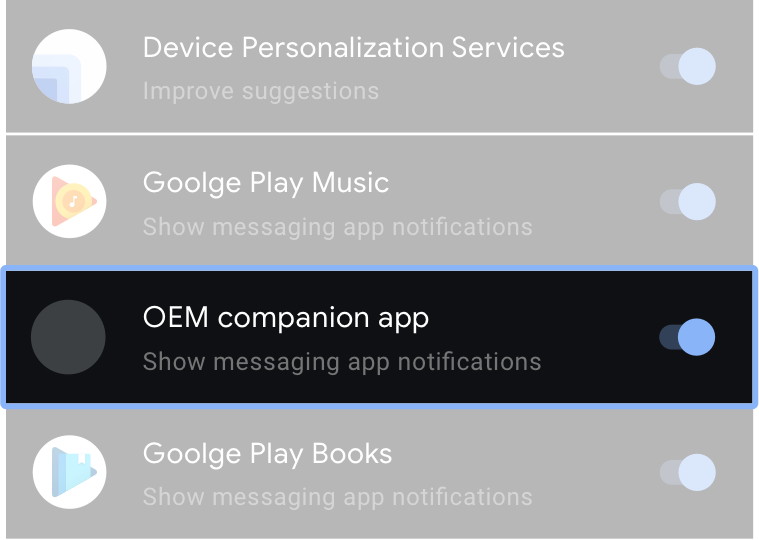 Device Personalization Services
Improve suggestions
Goolge Play Music
Show messaging app notifications
OEM companion app
Show messaging app notifications
Goolge Play Books
Show messaging app notifications